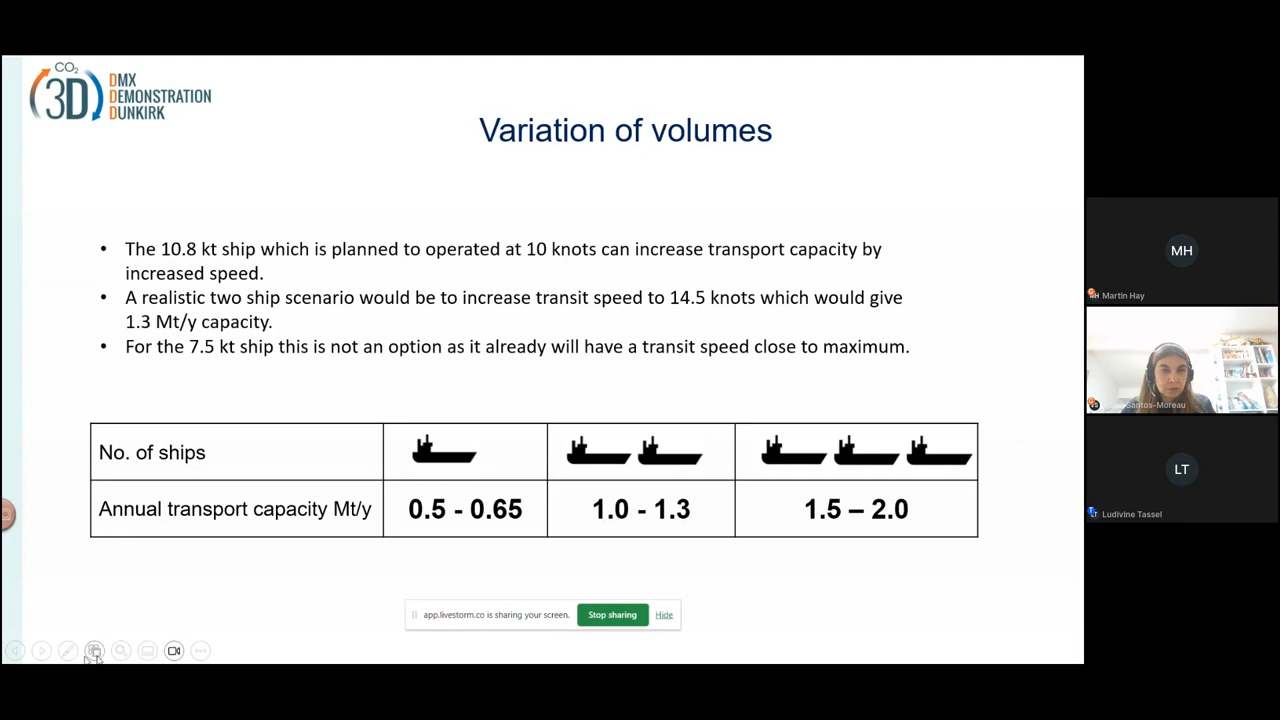 CO2
3D
DMX
DEMONSTRATION
DUNKIRK
Variation of volumes
• The 10.8 kt ship which is planned to operated at 10 knots can increase transport capacity by
increased speed.
• A realistic two ship scenario would be to increase transit speed to 14.5 knots which would give
1.3 Mt/y capacity.
• For the 7.5 kt ship this is not an option as it already will have a transit speed close to maximum.
No. of ships
Annual transport capacity Mt/y 0.5 - 0.65 1.0 - 1.3 1.5 – 2.0
app.livestorm.co is sharing your screen. Stop sharing Hide
MH
Martin Hay
Santos-Moreau
LT
Ludivine Tassel